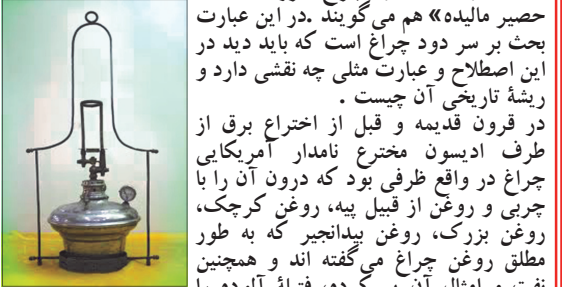 حصیر مالیده» هم می‌گویند .در این عبارت
بحث بر سر دود چراغ است که باید دید در
این اصطلاح و عبارت مثلی چه نقشی دارد و
ریشهٔ تاریخی آن چیست .
در قرون قدیمه و قبل از اختراع برق از
طرف ادیسون مخترع نامدار آمریکایی
چراغ در واقع ظرفی بود که درون آن را با
چربی و روغن از قبیل پیه، روغن کرچک،
روغن بزرک، روغن بیدانجیر که به طور
مطلق روغن چراغ می‌گفته اند و همچنین